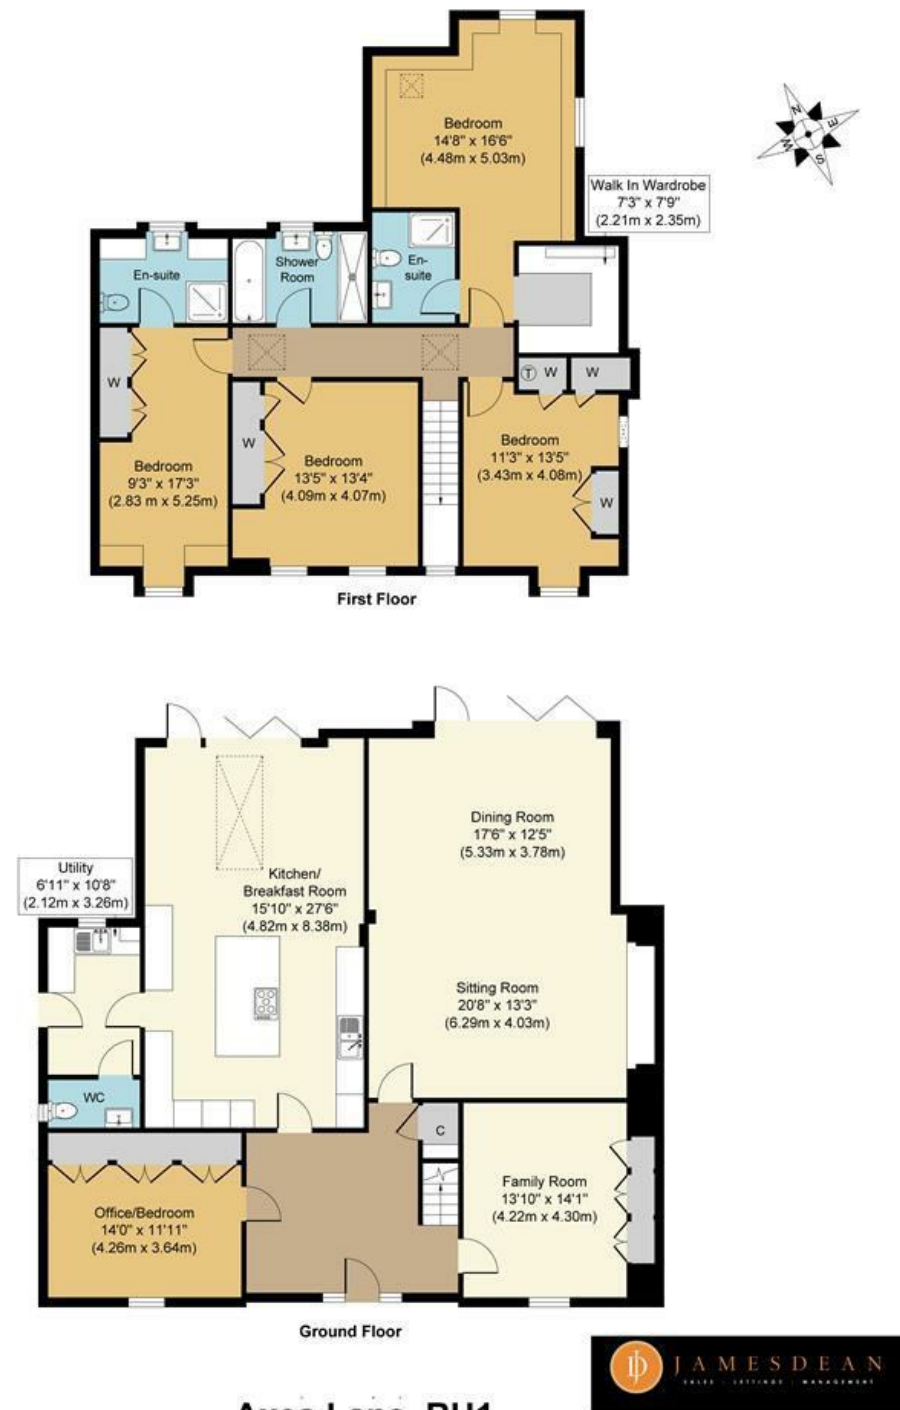 Bedroom
14'8" x 16'6"
(4.48m x 5.03m)
N
E
S
W
Walk In Wardrobe
7'3" x 7'9"
(2.21m x 2.35m)
En-suite
Shower
Room
En-
suite
W
W
T
W
W
W
Bedroom
9'3" x 17'3"
(2.83 m x 5.25m)
Bedroom
13'5" x 13'4"
(4.09m x 4.07m)
Bedroom
11'3" x 13'5"
(3.43m x 4.08m)
First Floor
Dining Room
17'6" x 12'5"
(5.33m x 3.78m)
Utility
6'11" x 10'8"
(2.12m x 3.26m)
Kitchen/
Breakfast Room
15'10" x 27'6"
(4.82m x 8.38m)
Sitting Room
20'8" x 13'3"
(6.29m x 4.03m)
WC
C
Family Room
13'10" x 14'1"
(4.22m x 4.30m)
Office/Bedroom
14'0" x 11'11"
(4.26m x 3.64m)
Ground Floor
JD JAMESDEAN
SALES · LETTINGS · MANAGEMENT